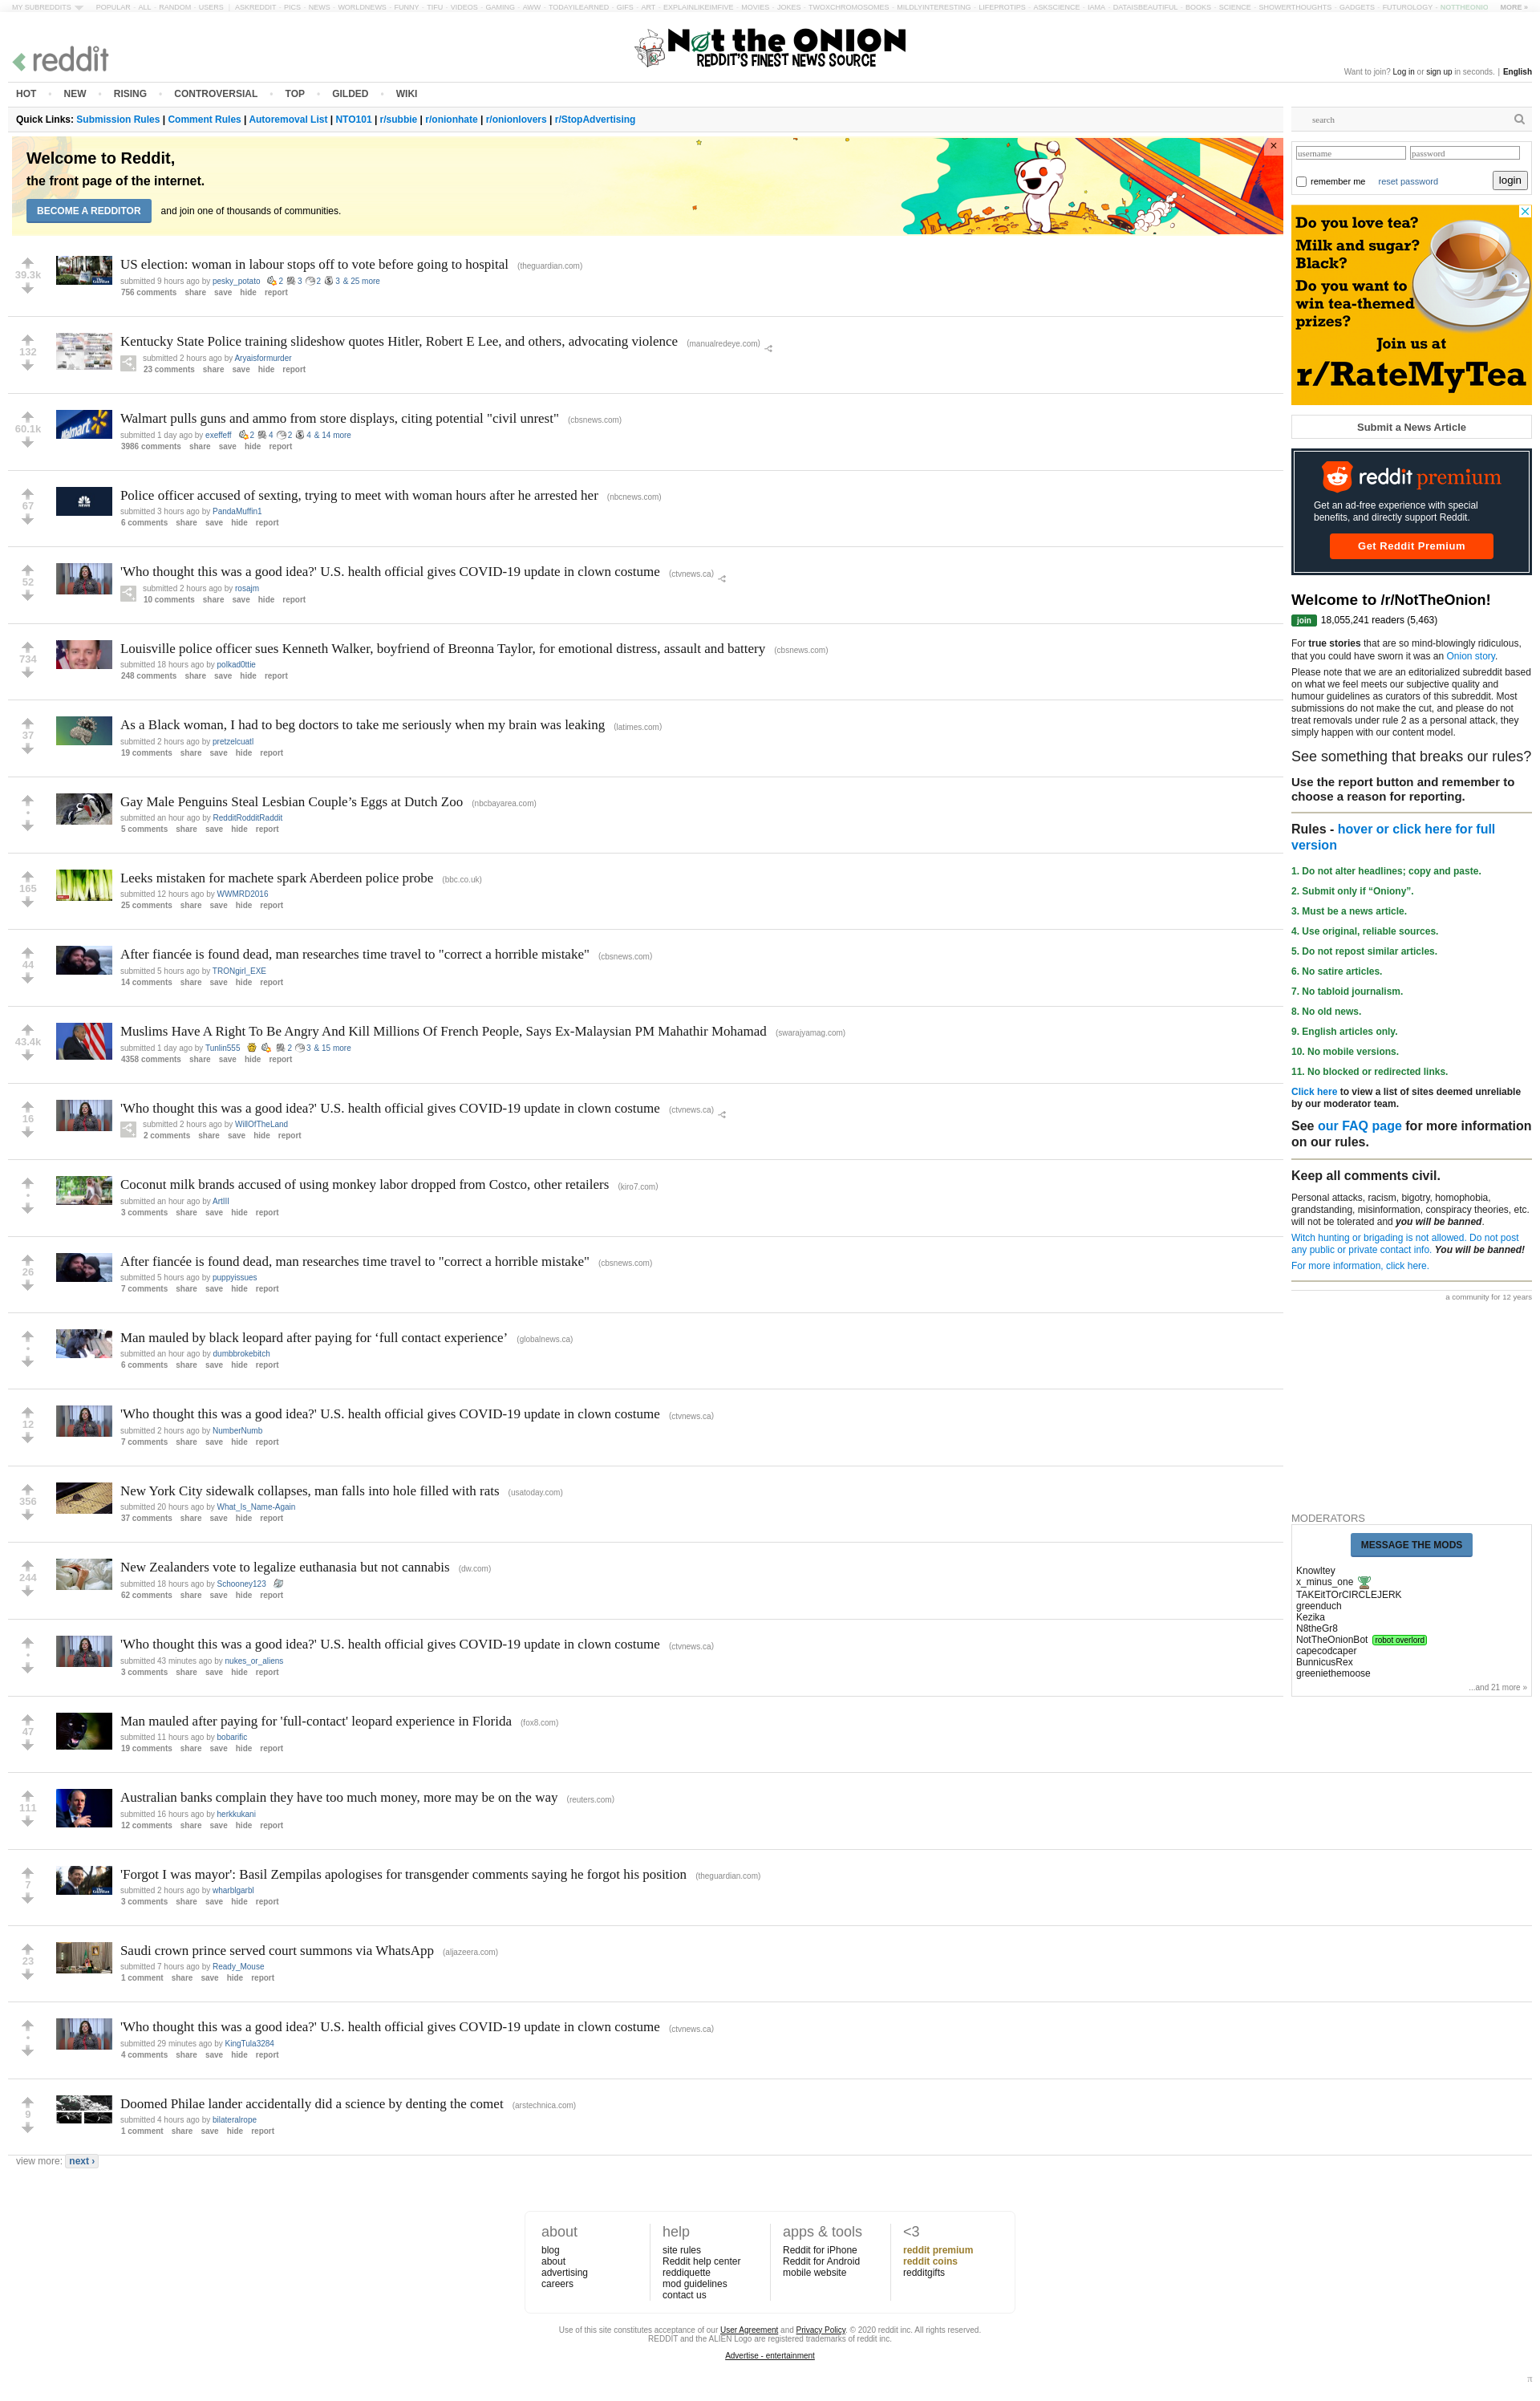 MY SUBREDDITS POPULAR - ALL - RANDOM - USERS | ASKREDDIT - PICS - NEWS - WORLDNEWS - FUNNY - TIFU - VIDEOS - GAMING - AWW - TODAYILEARNED - GIFS - ART - EXPLAINLIKEIMFIVE - MOVIES - JOKES - TWOXCHROMOSOMES - MILDLYINTERESTING - LIFEPROTIPS - ASKSCIENCE - IAMA - DATAISBEAUTIFUL - BOOKS - SCIENCE - SHOWERTHOUGHTS - GADGETS - FUTUROLOGY - NOTTHEONIO MORE »
reddit
Not the ONION
REDDIT'S FINEST NEWS SOURCE
Want to join? Log in or sign up in seconds. | English
HOT • NEW • RISING • CONTROVERSIAL • TOP • GILDED • WIKI
Quick Links: Submission Rules | Comment Rules | Autoremoval List | NTO101 | r/subbie | r/onionhate | r/onionlovers | r/StopAdvertising
Welcome to Reddit,
the front page of the internet.
BECOME A REDDITOR and join one of thousands of communities.
×
39.3k
US election: woman in labour stops off to vote before going to hospital (theguardian.com)
submitted 9 hours ago by pesky_potato 2 3 2 3 & 25 more
756 comments share save hide report
132
Kentucky State Police training slideshow quotes Hitler, Robert E Lee, and others, advocating violence (manualredeye.com)
submitted 2 hours ago by Aryaisformurder
23 comments share save hide report
60.1k
Walmart pulls guns and ammo from store displays, citing potential "civil unrest" (cbsnews.com)
submitted 1 day ago by exeffeff 2 4 2 4 & 14 more
3986 comments share save hide report
67
Police officer accused of sexting, trying to meet with woman hours after he arrested her (nbcnews.com)
submitted 3 hours ago by PandaMuffin1
6 comments share save hide report
52
'Who thought this was a good idea?' U.S. health official gives COVID-19 update in clown costume (ctvnews.ca)
submitted 2 hours ago by rosajm
10 comments share save hide report
734
Louisville police officer sues Kenneth Walker, boyfriend of Breonna Taylor, for emotional distress, assault and battery (cbsnews.com)
submitted 18 hours ago by polkad0ttie
248 comments share save hide report
37
As a Black woman, I had to beg doctors to take me seriously when my brain was leaking (latimes.com)
submitted 2 hours ago by pretzelcuatl
19 comments share save hide report
•
Gay Male Penguins Steal Lesbian Couple’s Eggs at Dutch Zoo (nbcbayarea.com)
submitted an hour ago by RedditRodditRaddit
5 comments share save hide report
165
Leeks mistaken for machete spark Aberdeen police probe (bbc.co.uk)
submitted 12 hours ago by WWMRD2016
25 comments share save hide report
44
After fiancée is found dead, man researches time travel to "correct a horrible mistake" (cbsnews.com)
submitted 5 hours ago by TRONgirl_EXE
14 comments share save hide report
43.4k
Muslims Have A Right To Be Angry And Kill Millions Of French People, Says Ex-Malaysian PM Mahathir Mohamad (swarajyamag.com)
submitted 1 day ago by Tunlin555 2 3 & 15 more
4358 comments share save hide report
16
'Who thought this was a good idea?' U.S. health official gives COVID-19 update in clown costume (ctvnews.ca)
submitted 2 hours ago by WillOfTheLand
2 comments share save hide report
•
Coconut milk brands accused of using monkey labor dropped from Costco, other retailers (kiro7.com)
submitted an hour ago by ArtIII
3 comments share save hide report
26
After fiancée is found dead, man researches time travel to "correct a horrible mistake" (cbsnews.com)
submitted 5 hours ago by puppyissues
7 comments share save hide report
•
Man mauled by black leopard after paying for ‘full contact experience’ (globalnews.ca)
submitted an hour ago by dumbbrokebitch
6 comments share save hide report
12
'Who thought this was a good idea?' U.S. health official gives COVID-19 update in clown costume (ctvnews.ca)
submitted 2 hours ago by NumberNumb
7 comments share save hide report
356
New York City sidewalk collapses, man falls into hole filled with rats (usatoday.com)
submitted 20 hours ago by What_Is_Name-Again
37 comments share save hide report
244
New Zealanders vote to legalize euthanasia but not cannabis (dw.com)
submitted 18 hours ago by Schooney123
62 comments share save hide report
•
'Who thought this was a good idea?' U.S. health official gives COVID-19 update in clown costume (ctvnews.ca)
submitted 43 minutes ago by nukes_or_aliens
3 comments share save hide report
47
Man mauled after paying for 'full-contact' leopard experience in Florida (fox8.com)
submitted 11 hours ago by bobarific
19 comments share save hide report
111
Australian banks complain they have too much money, more may be on the way (reuters.com)
submitted 16 hours ago by herkkukani
12 comments share save hide report
7
'Forgot I was mayor': Basil Zempilas apologises for transgender comments saying he forgot his position (theguardian.com)
submitted 2 hours ago by wharblgarbl
3 comments share save hide report
23
Saudi crown prince served court summons via WhatsApp (aljazeera.com)
submitted 7 hours ago by Ready_Mouse
1 comment share save hide report
•
'Who thought this was a good idea?' U.S. health official gives COVID-19 update in clown costume (ctvnews.ca)
submitted 29 minutes ago by KingTula3284
4 comments share save hide report
9
Doomed Philae lander accidentally did a science by denting the comet (arstechnica.com)
submitted 4 hours ago by bilateralrope
1 comment share save hide report
view more: next ›
search
username password
remember me reset password login
Do you love tea?
Milk and sugar?
Black?
Do you want to
win tea-themed
prizes?
Join us at
r/RateMyTea
Submit a News Article
reddit premium
Get an ad-free experience with special
benefits, and directly support Reddit.
Get Reddit Premium
Welcome to /r/NotTheOnion!
join 18,055,241 readers (5,463)
For true stories that are so mind-blowingly ridiculous,
that you could have sworn it was an Onion story.
Please note that we are an editorialized subreddit based
on what we feel meets our subjective quality and
humour guidelines as curators of this subreddit. Most
submissions do not make the cut, and please do not
treat removals under rule 2 as a personal attack, they
simply happen with our content model.
See something that breaks our rules?
Use the report button and remember to
choose a reason for reporting.
Rules - hover or click here for full
version
1. Do not alter headlines; copy and paste.
2. Submit only if “Oniony”.
3. Must be a news article.
4. Use original, reliable sources.
5. Do not repost similar articles.
6. No satire articles.
7. No tabloid journalism.
8. No old news.
9. English articles only.
10. No mobile versions.
11. No blocked or redirected links.
Click here to view a list of sites deemed unreliable
by our moderator team.
See our FAQ page for more information
on our rules.
Keep all comments civil.
Personal attacks, racism, bigotry, homophobia,
grandstanding, misinformation, conspiracy theories, etc.
will not be tolerated and you will be banned.
Witch hunting or brigading is not allowed. Do not post
any public or private contact info. You will be banned!
For more information, click here.
a community for 12 years
MODERATORS
MESSAGE THE MODS
Knowltey
x_minus_one
TAKEitTOrCIRCLEJERK
greenduch
Kezika
N8theGr8
NotTheOnionBot robot overlord
capecodcaper
BunnicusRex
greeniethemoose
...and 21 more »
about
blog
about
advertising
careers
help
site rules
Reddit help center
reddiquette
mod guidelines
contact us
apps & tools
Reddit for iPhone
Reddit for Android
mobile website
<3
reddit premium
reddit coins
redditgifts
Use of this site constitutes acceptance of our User Agreement and Privacy Policy. © 2020 reddit inc. All rights reserved.
REDDIT and the ALIEN Logo are registered trademarks of reddit inc.
Advertise - entertainment
π